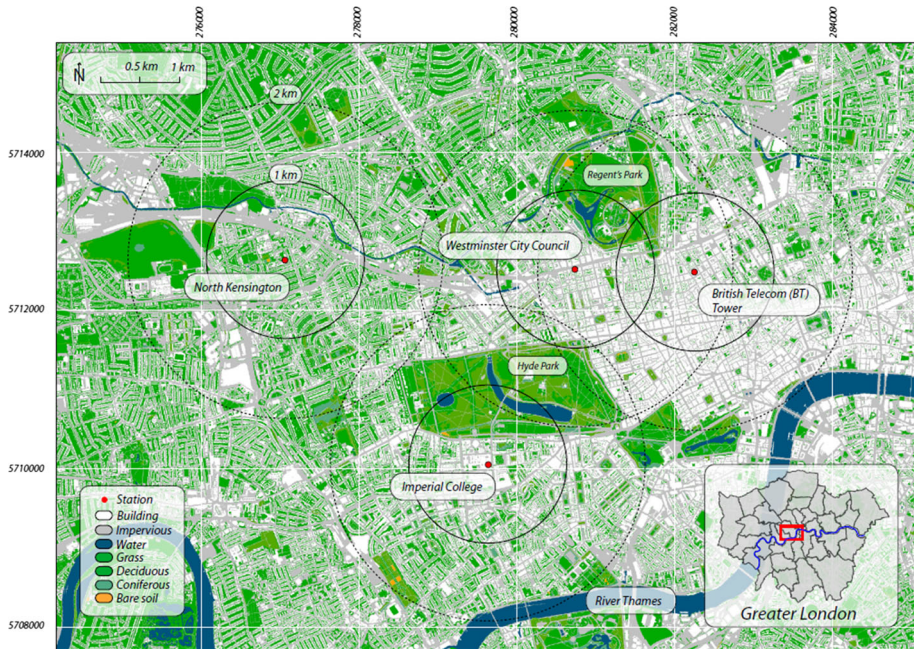 276000
278000
280000
282000
284000
N
0.5 km 1 km
2 km
5714000
1 km
Regent's Park
Westminster City Council
North Kensington
British Telecom (BT)
Tower
5712000
Hyde Park
5710000
Imperial College
Station
Building
Impervious
Water
Grass
Deciduous
Coniferous
Bare soil
River Thames
Greater London
5708000